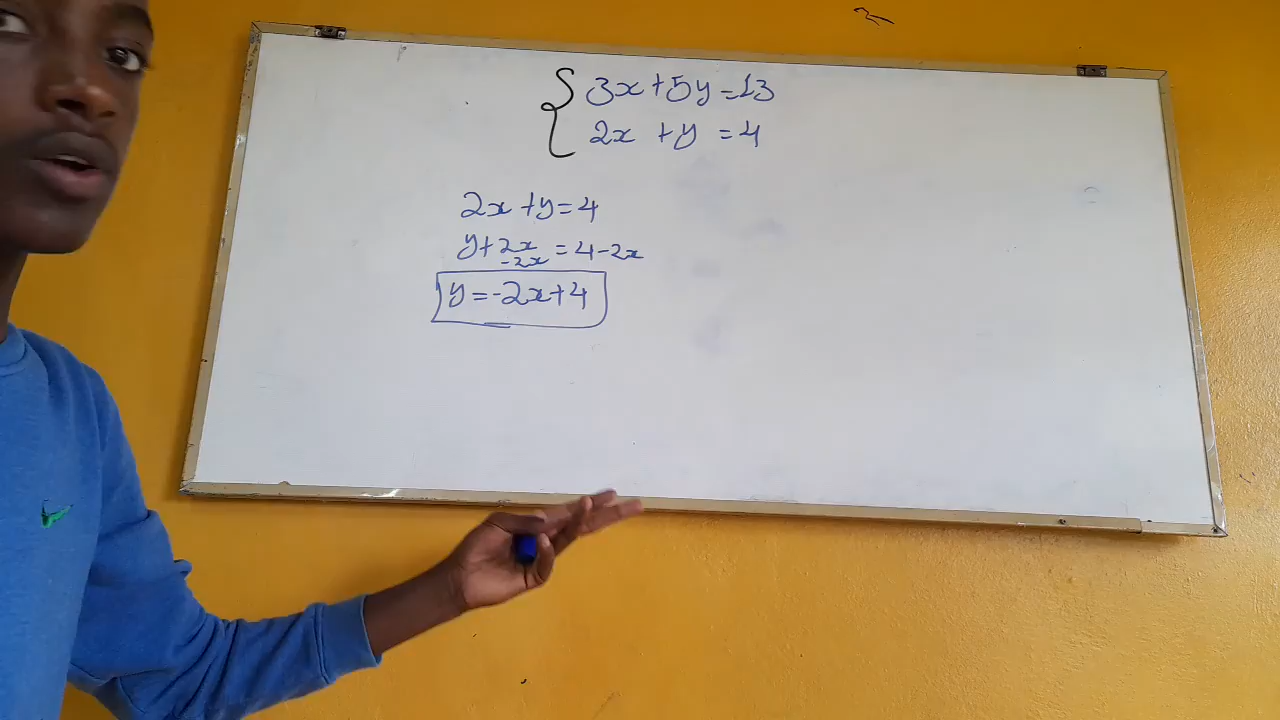 3x+5y=13
2x +y =4
2x+y=4
y+2x=4-2x
-2x
y=-2x+4